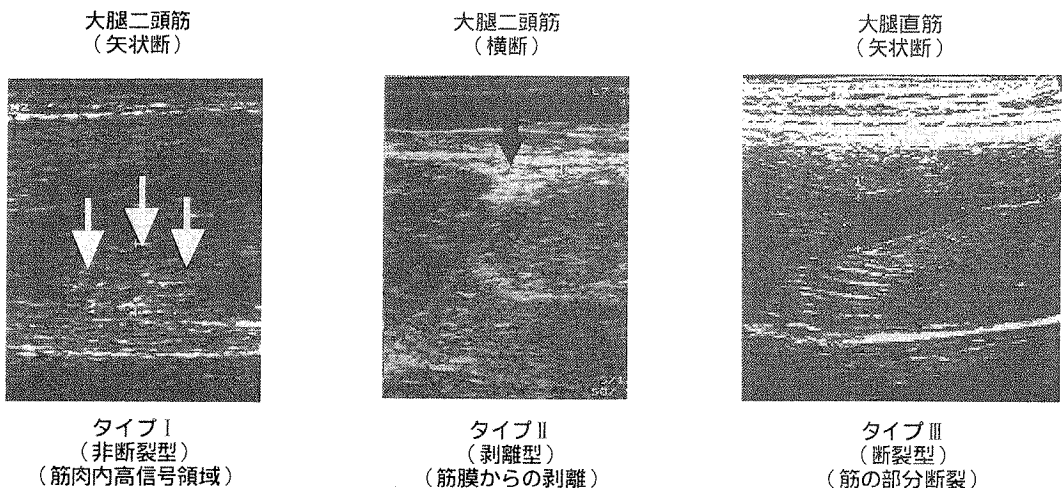 大腿二頭筋
（矢状断）
大腿二頭筋
（横断）
大腿直筋
（矢状断）
タイプⅠ
（非断裂型）
（筋肉内高信号領域）
タイプⅡ
（剥離型）
（筋膜からの剥離）
タイプⅢ
（断裂型）
（筋の部分断裂）